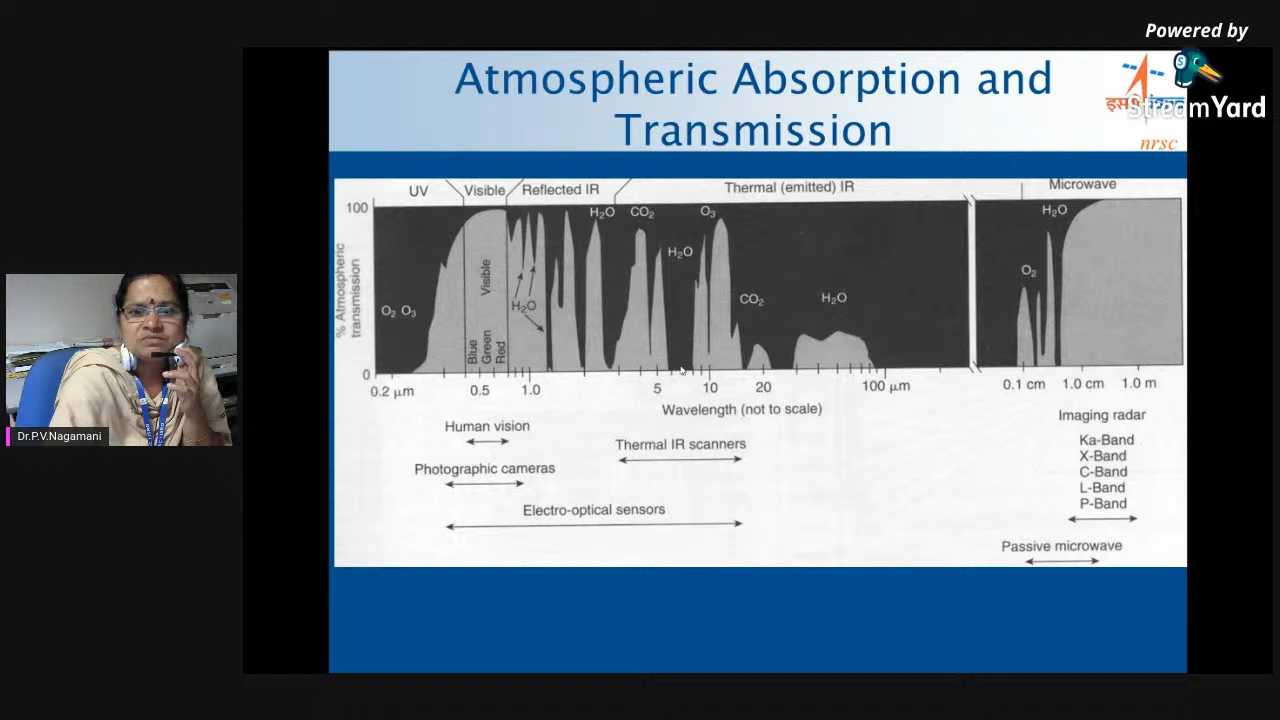 Powered by
StreamYard
Atmospheric Absorption and
Transmission
nrsc
UV
Visible
Reflected IR
Thermal (emitted) IR
Microwave
100
% Atmospheric
transmission
0
O₂ O₃
Visible
Blue
Green
Red
H₂O
H₂O
CO₂
O₃
H₂O
CO₂
H₂O
H₂O
O₂
0.2 μm
0.5
1.0
5
10
20
100 μm
0.1 cm
1.0 cm
1.0 m
Wavelength (not to scale)
Human vision
Thermal IR scanners
Photographic cameras
Electro-optical sensors
Imaging radar
Ka-Band
X-Band
C-Band
L-Band
P-Band
Passive microwave
Dr.P.V.Nagamani